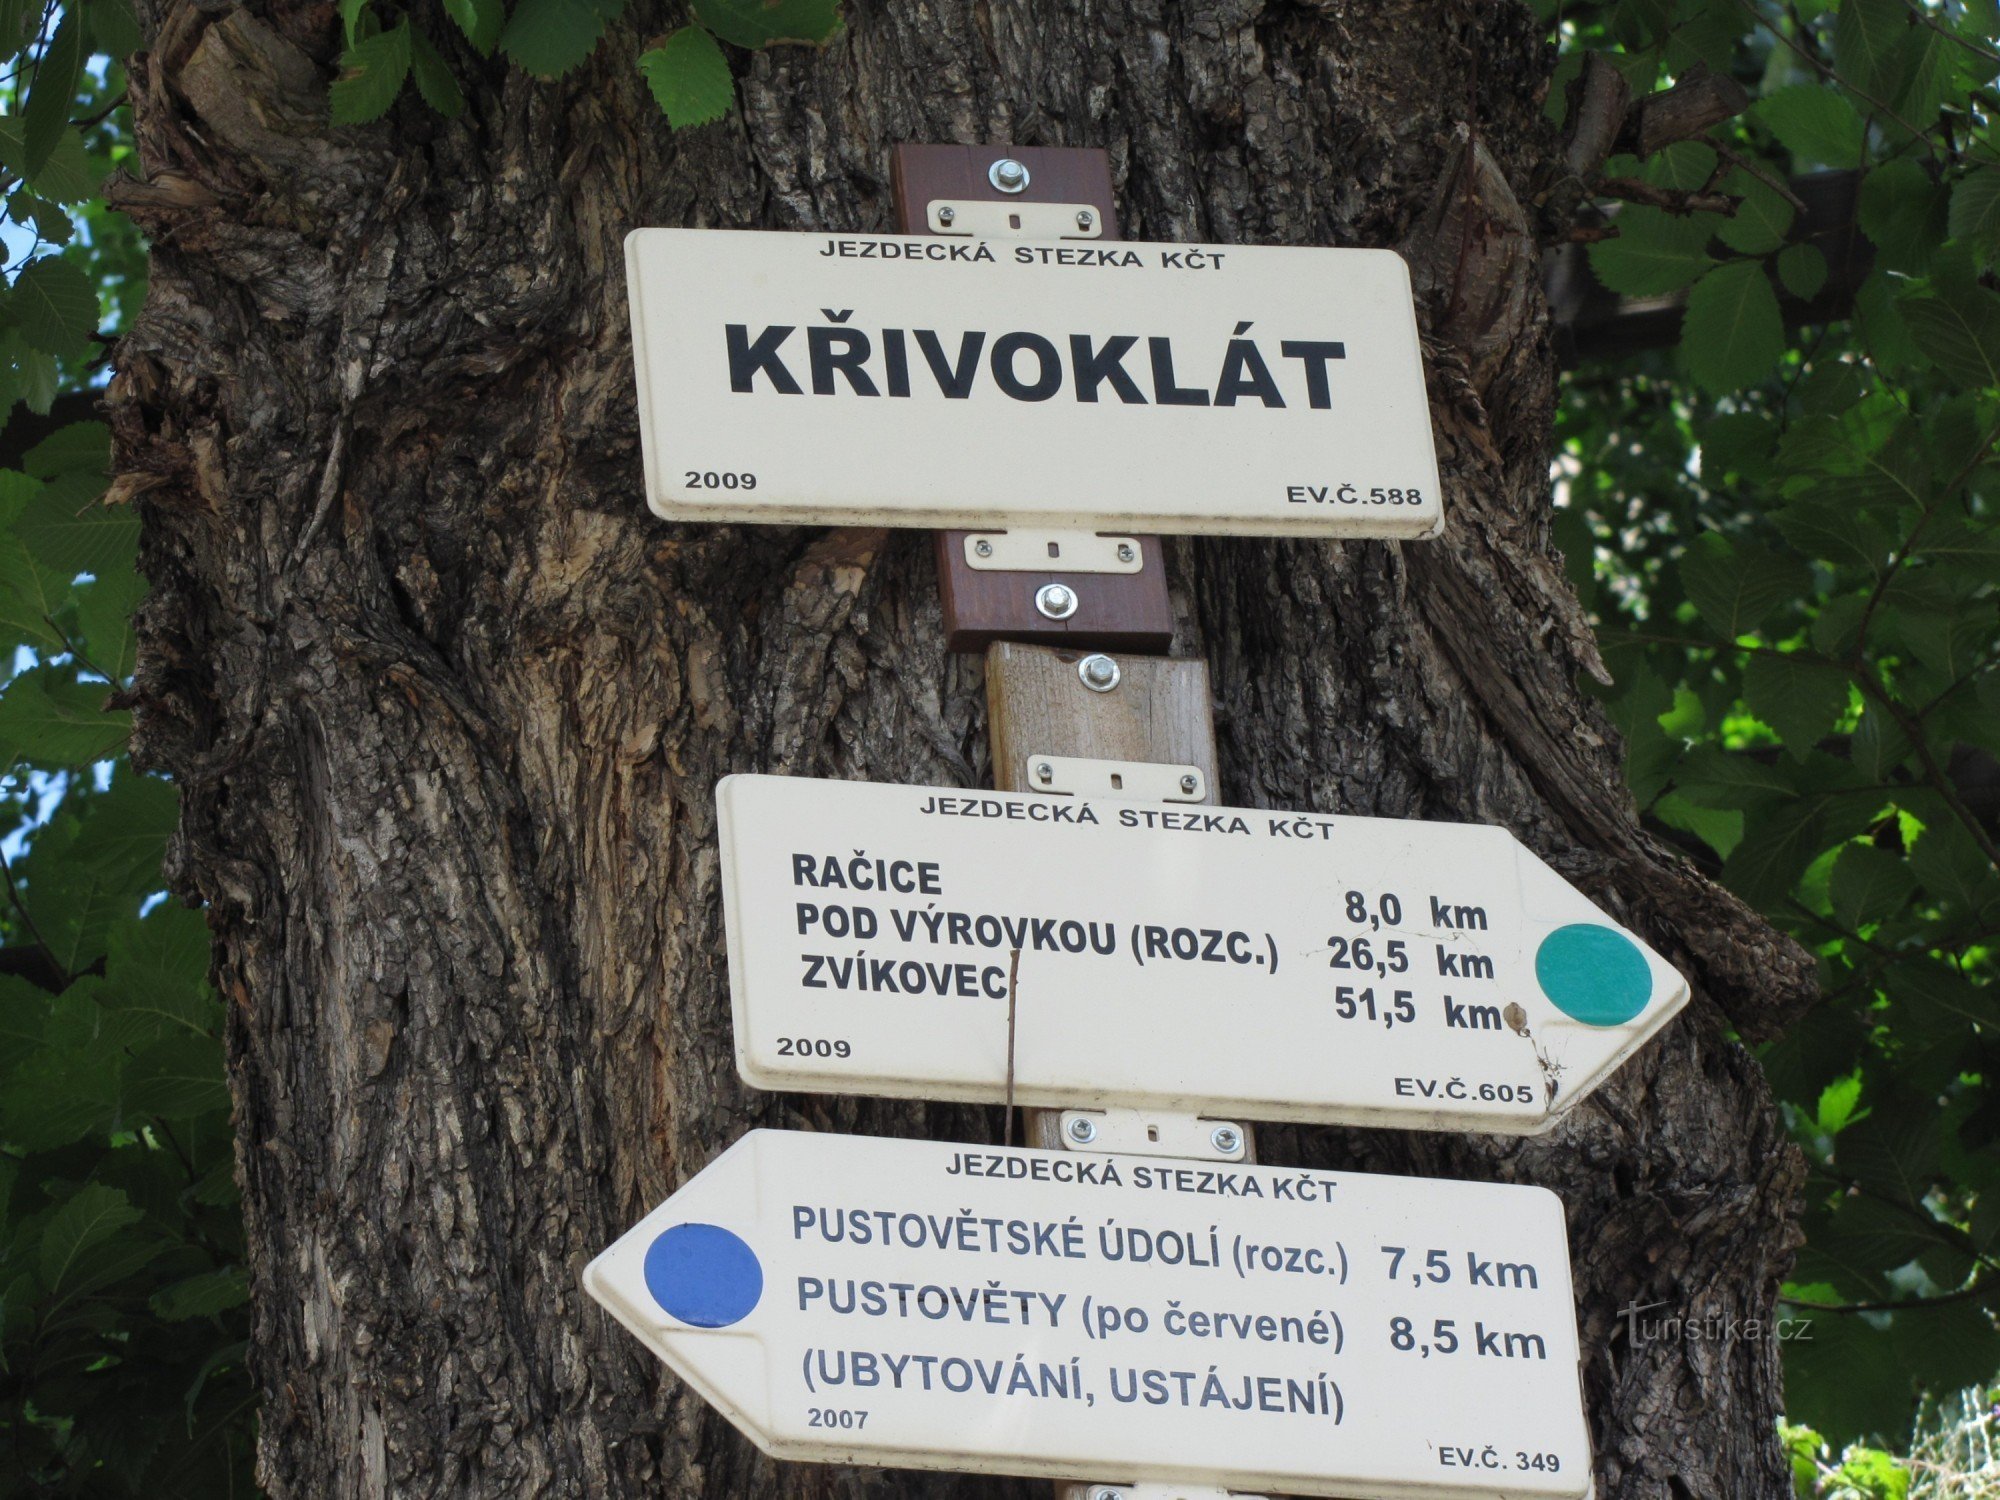 JEZDECKÁ STEZKA KČT
KŘIVOKLÁT
2009 EV.Č.588
JEZDECKÁ STEZKA KČT
RAČICE 8,0 km
POD VÝROVKOU (ROZC.) 26,5 km
ZVÍKOVEC 51,5 km
2009 EV.Č.605
JEZDECKÁ STEZKA KČT
PUSTOVĚTSKÉ ÚDOLÍ (rozc.) 7,5 km
PUSTOVĚTY (po červené) 8,5 km
(UBYTOVÁNÍ, USTÁJENÍ)
2007 EV.Č. 349
Turistika.cz